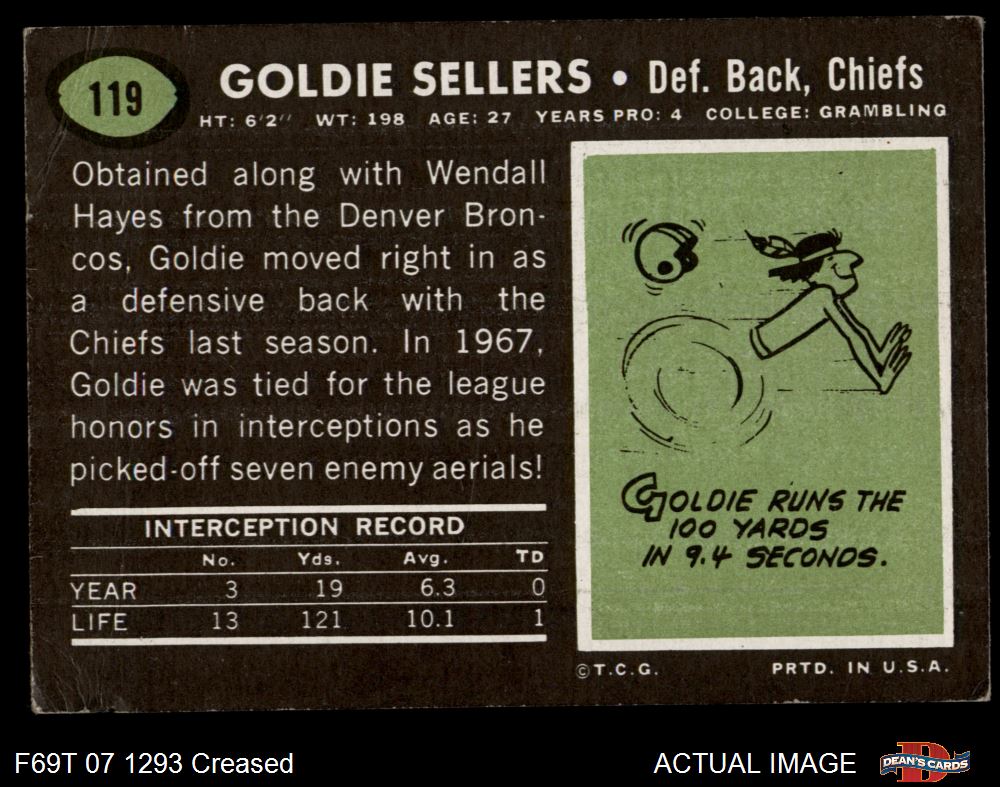 119
GOLDIE SELLERS • Def. Back, Chiefs
HT: 6'2'' WT: 198 AGE: 27 YEARS PRO: 4 COLLEGE: GRAMBLING
Obtained along with Wendall
Hayes from the Denver Bron-
cos, Goldie moved right in as
a defensive back with the
Chiefs last season. In 1967,
Goldie was tied for the league
honors in interceptions as he
picked-off seven enemy aerials!
INTERCEPTION RECORD
No. Yds. Avg. TD
YEAR 3 19 6.3 0
LIFE 13 121 10.1 1
GOLDIE RUNS THE
100 YARDS
IN 9.4 SECONDS.
© T.C.G. PRTD. IN U.S.A.
F69T 07 1293 Creased
ACTUAL IMAGE
DEAN'S CARDS